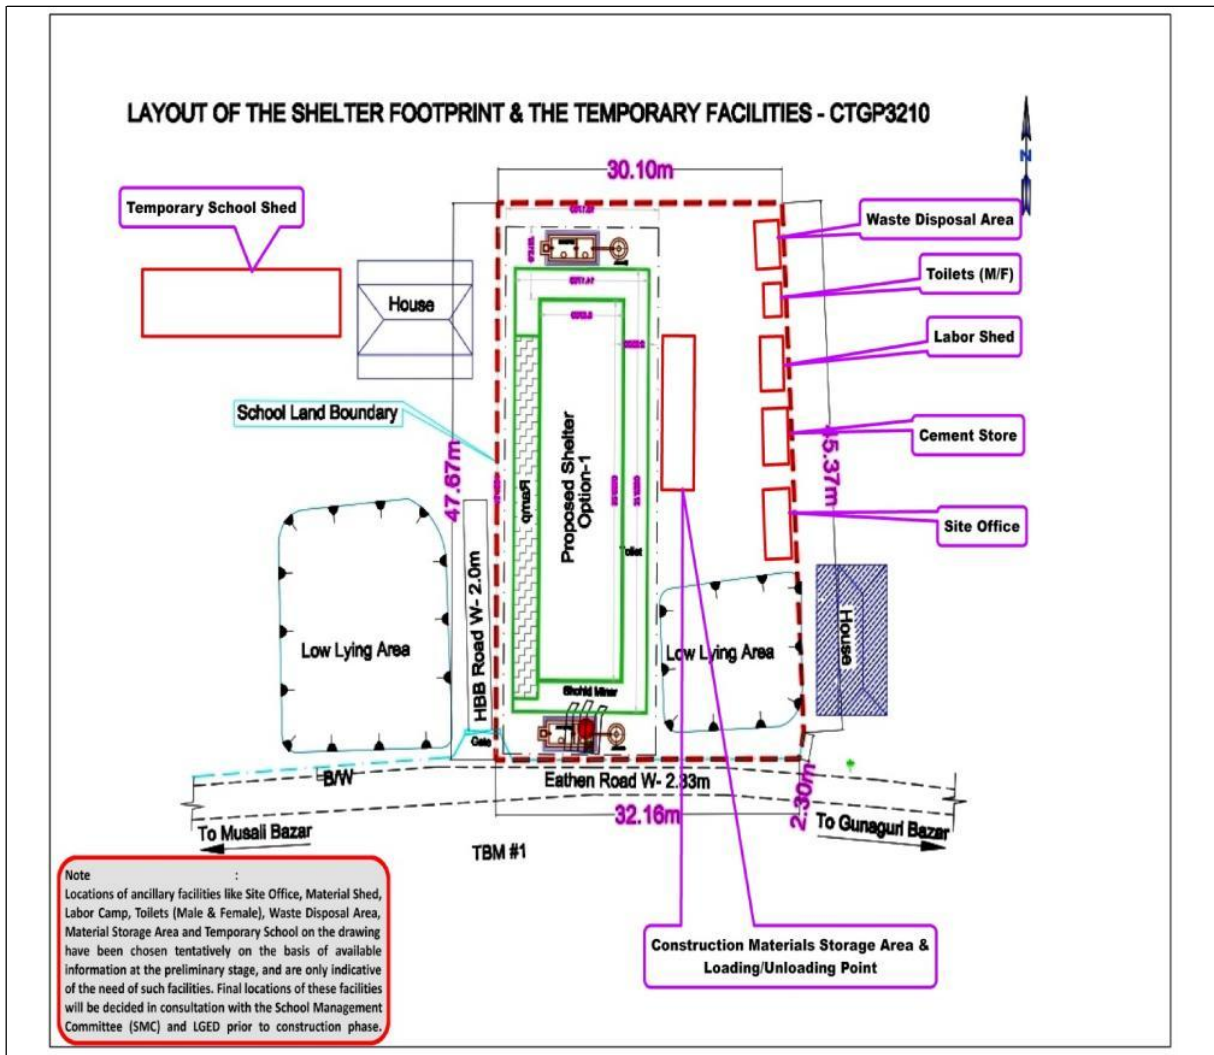 LAYOUT OF THE SHELTER FOOTPRINT & THE TEMPORARY FACILITIES - CTGP3210
30.10m
N
Temporary School Shed
Waste Disposal Area
House
Toilets (M/F)
Labor Shed
School Land Boundary
Cement Store
47.67m
45.37m
Ramp
Proposed Shelter
Option-1
Site Office
Toilet
HBB Road W- 2.0m
Low Lying Area
Low Lying Area
House
Shohid Minar
Gate
B/W
Eathen Road W- 2.83m
2.30m
32.16m
To Musali Bazar
To Gunaguri Bazar
TBM #1
Note :
Locations of ancillary facilities like Site Office, Material Shed,
Labor Camp, Toilets (Male & Female), Waste Disposal Area,
Material Storage Area and Temporary School on the drawing
have been chosen tentatively on the basis of available
information at the preliminary stage, and are only indicative
of the need of such facilities. Final locations of these facilities
will be decided in consultation with the School Management
Committee (SMC) and LGED prior to construction phase.
Construction Materials Storage Area &
Loading/Unloading Point